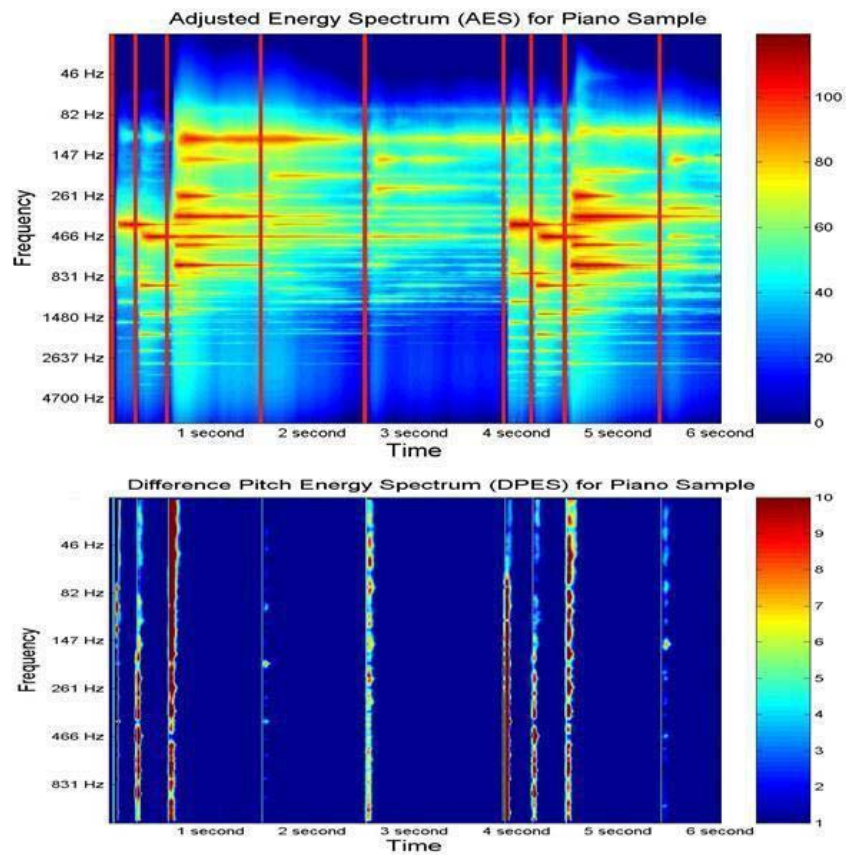 Adjusted Energy Spectrum (AES) for Piano Sample
46 Hz
82 Hz
147 Hz
261 Hz
466 Hz
831 Hz
1480 Hz
2637 Hz
4700 Hz
Frequency
1 second 2 second 3 second 4 second 5 second 6 second
Time
100
80
60
40
20
0
Difference Pitch Energy Spectrum (DPES) for Piano Sample
46 Hz
82 Hz
147 Hz
261 Hz
466 Hz
831 Hz
Frequency
1 second 2 second 3 second 4 second 5 second 6 second
Time
10
9
8
7
6
5
4
3
2
1